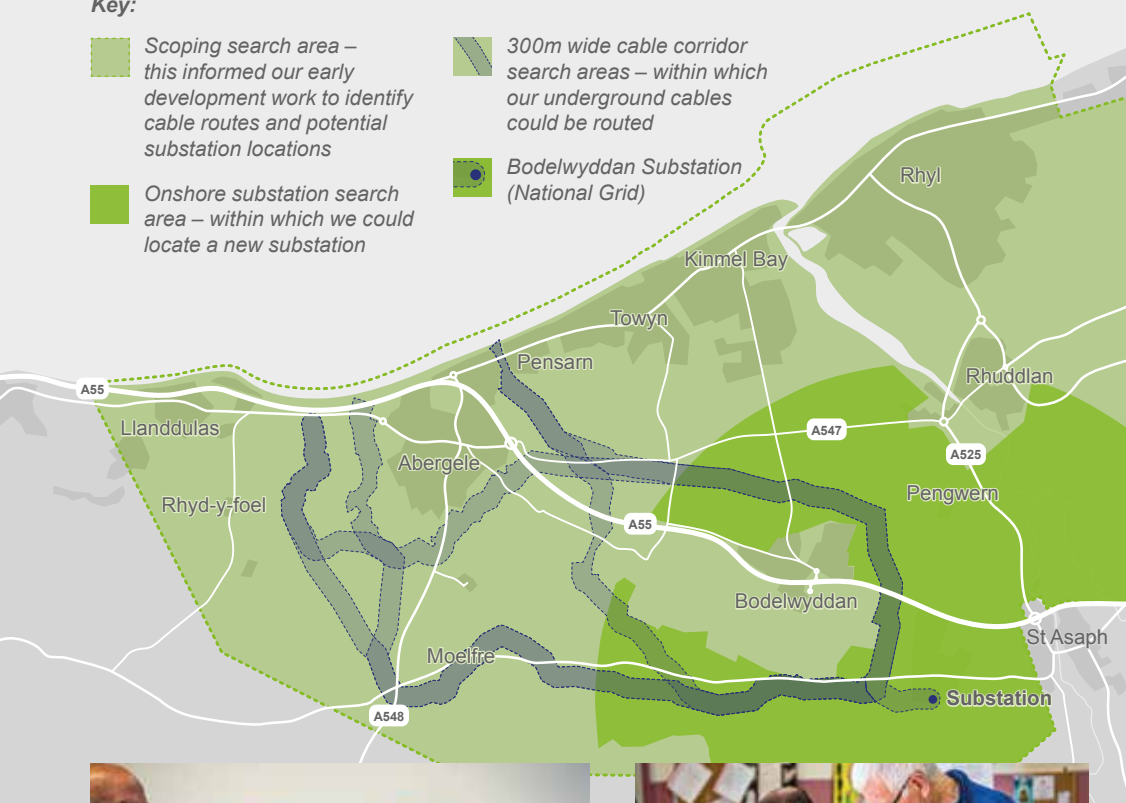 Key:
Scoping search area –
this informed our early
development work to identify
cable routes and potential
substation locations
Onshore substation search
area – within which we could
locate a new substation
300m wide cable corridor
search areas – within which
our underground cables
could be routed
Bodelwyddan Substation
(National Grid)
Rhyl
Kinmel Bay
Towyn
Pensarn
Rhuddlan
A55
Llanddulas
A547
A525
Abergele
Pengwern
Rhyd-y-foel
A55
Bodelwyddan
St Asaph
Moelfre
Substation
A548